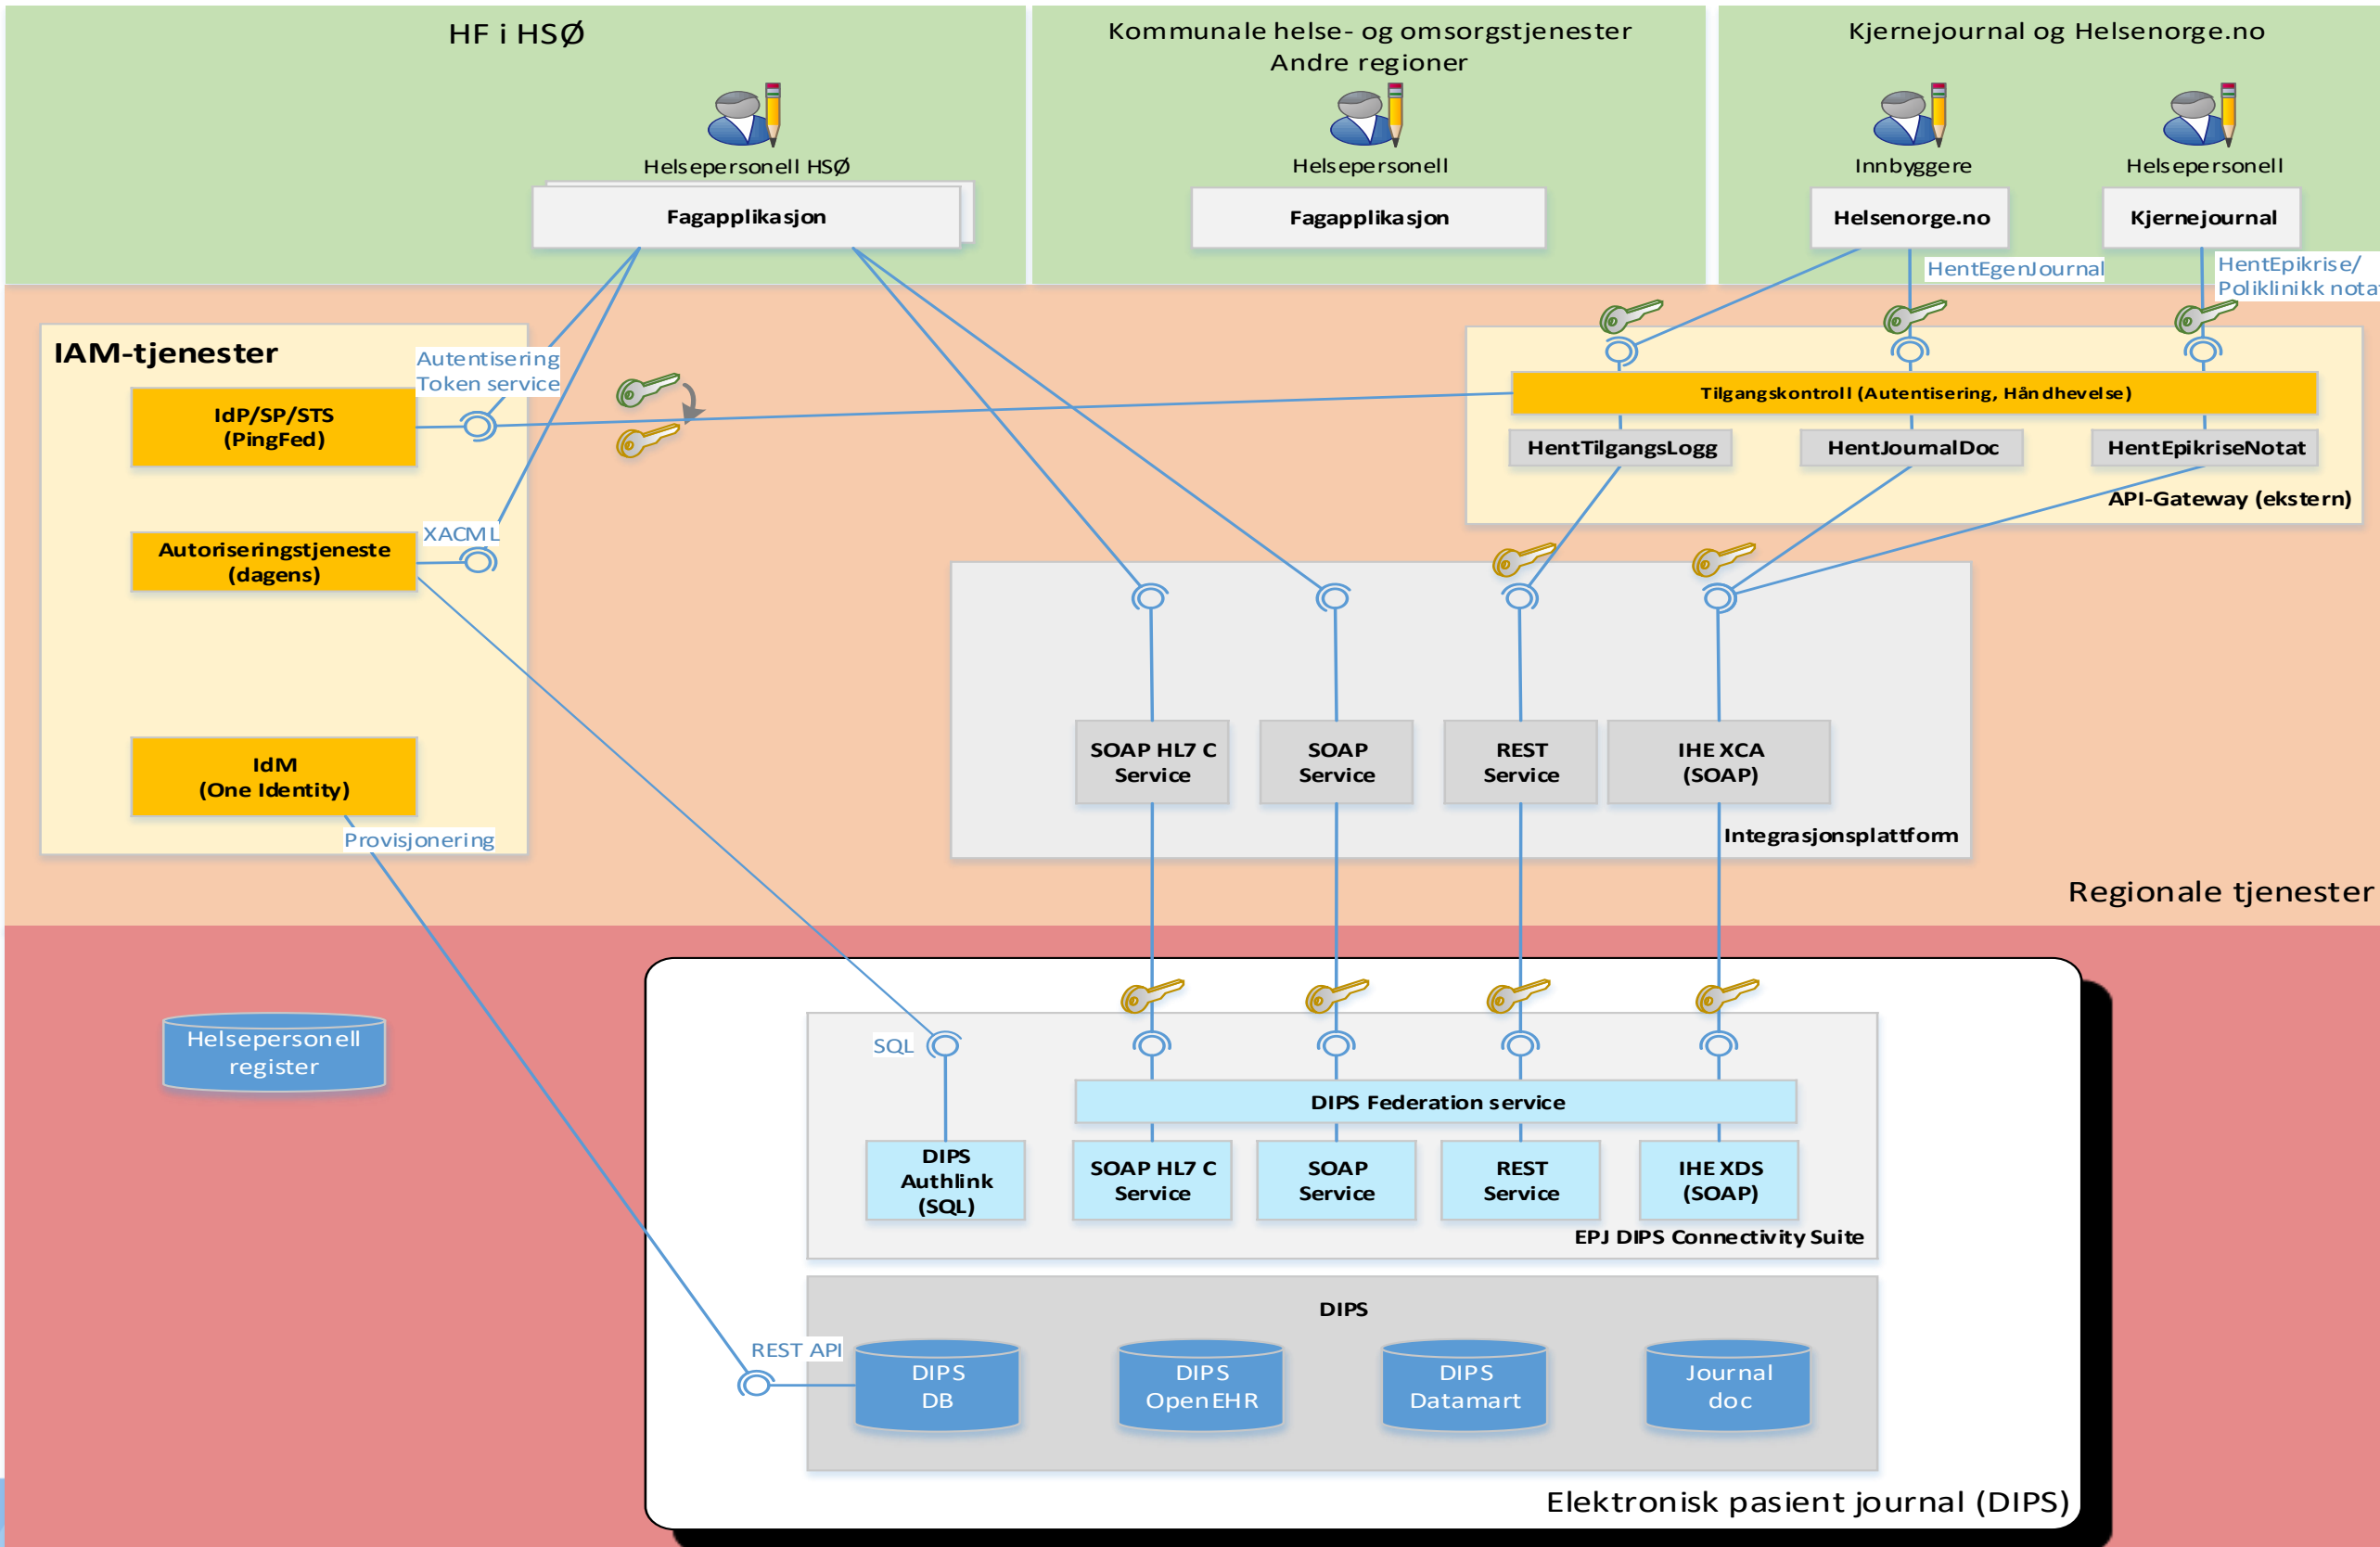 HF i HSØ
Kommunale helse- og omsorgstjenester
Andre regioner
Kjernejournal og Helsenorge.no
Helsepersonell HSØ
Helsepersonell
Innbyggere
Helsepersonell
Fagapplikasjon
Fagapplikasjon
Helsenorge.no
Kjernejournal
HentEgenJournal
HentEpikrise/
Poliklinikk notat
IAM-tjenester
Autentisering
Token service
IdP/SP/STS
(PingFed)
Tilgangskontroll (Autentisering, Håndhevelse)
HentTilgangsLogg
HentJournalDoc
HentEpikriseNotat
API-Gateway (ekstern)
XACML
Autoriseringstjeneste
(dagens)
IdM
(One Identity)
Provisjonering
SOAP HL7 C
Service
SOAP
Service
REST
Service
IHE XCA
(SOAP)
Integrasjonsplattform
Regionale tjenester
Helsepersonell
register
SQL
DIPS Federation service
DIPS
Authlink
(SQL)
SOAP HL7 C
Service
SOAP
Service
REST
Service
IHE XDS
(SOAP)
EPJ DIPS Connectivity Suite
DIPS
REST API
DIPS
DB
DIPS
OpenEHR
DIPS
Datamart
Journal
doc
Elektronisk pasient journal (DIPS)